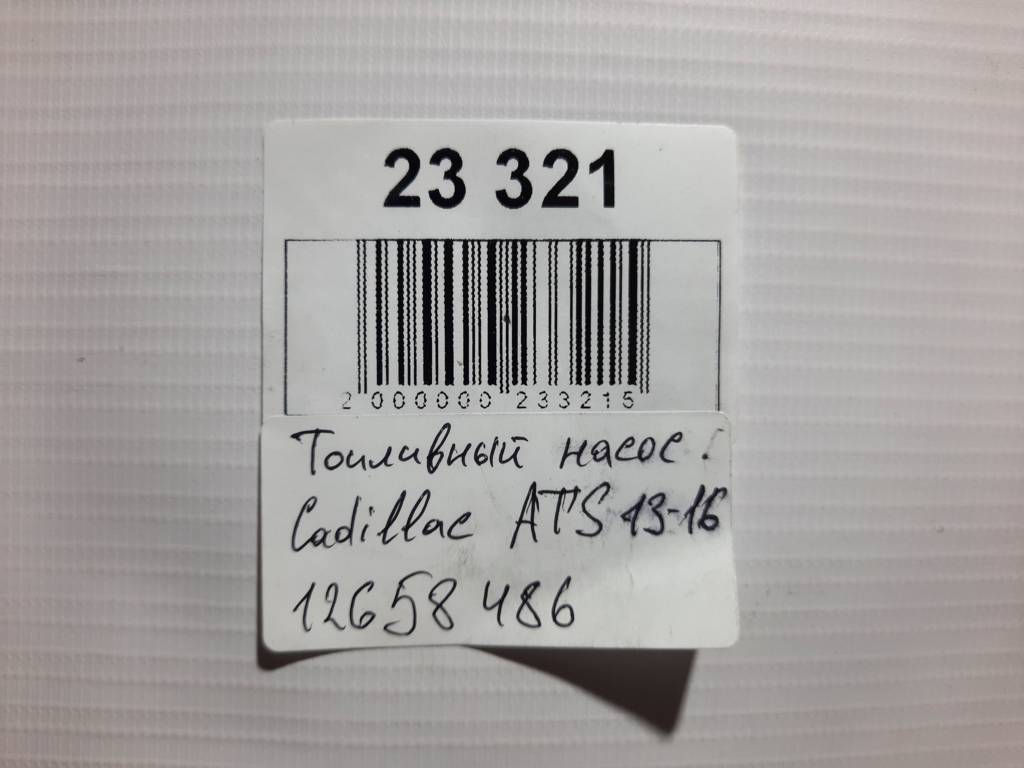 23 321
2 000000 233215
Топливный насос.
Cadillac ATS 13-16
12658486